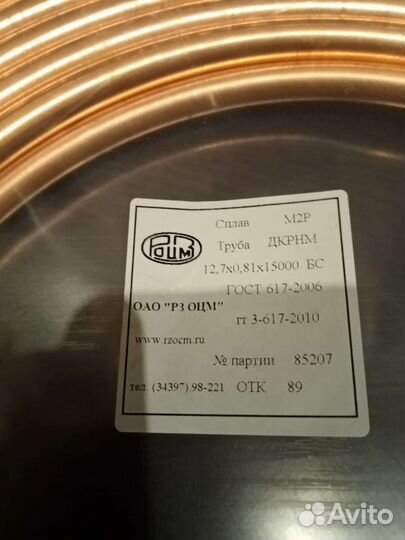 Сплав М2Р
Труба ДКРНМ
РОЦМ
12,7х0,81х15000 БС
ГОСТ 617-2006
ОАО "РЗ ОЦМ"
гт 3-617-2010
www.rzocm.ru
№ партии 85207
тел. (34397) 98-221 ОТК 89
Avito